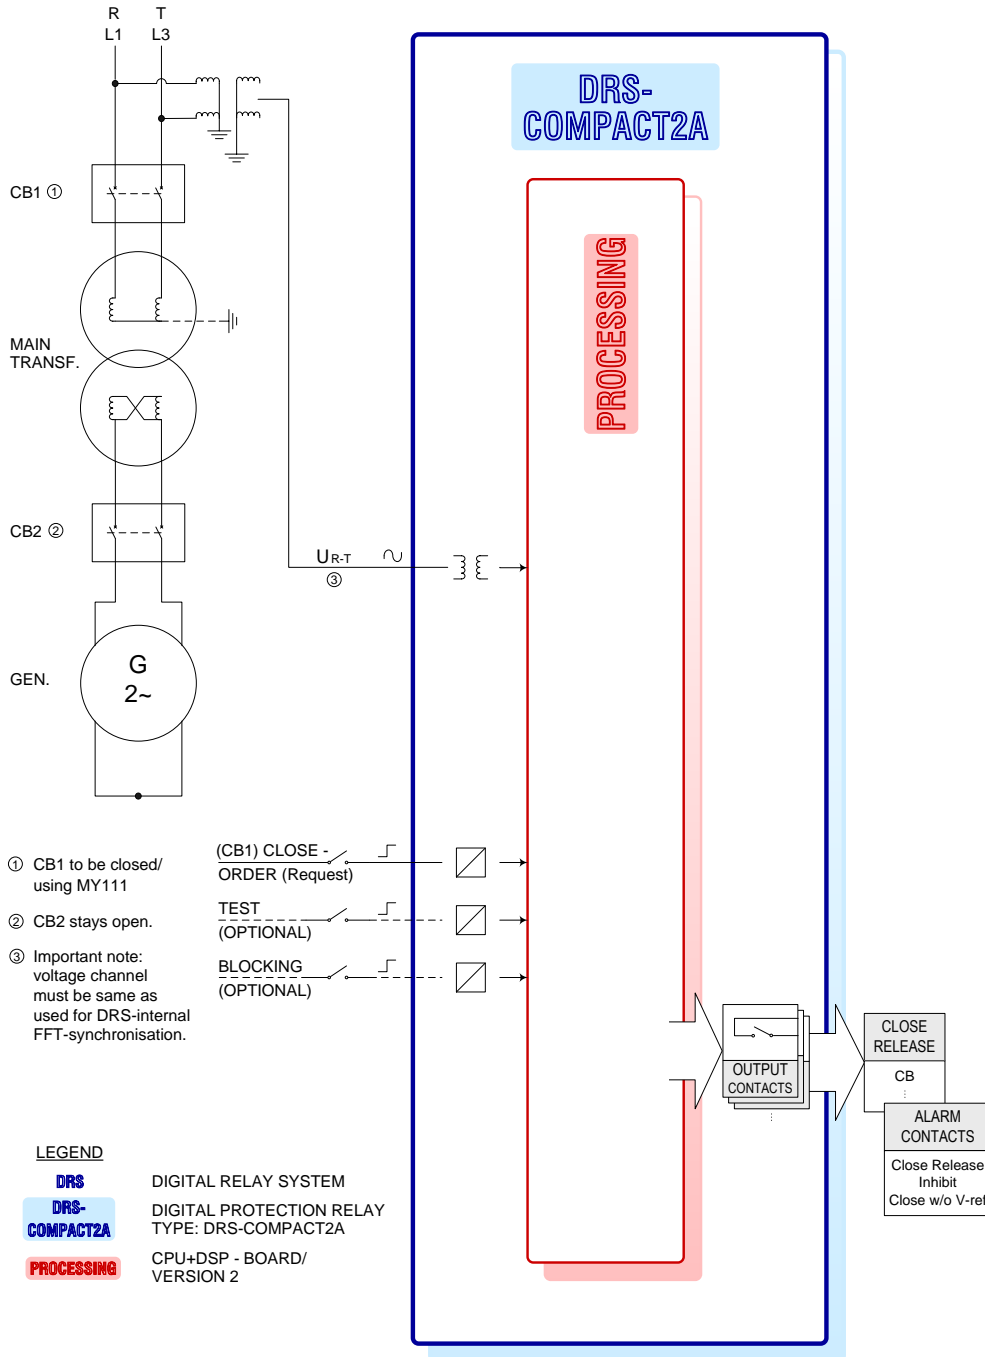 R T
L1 L3
DRS-
COMPACT2A
CB1 ①
PROCESSING
MAIN
TRANSF.
CB2 ②
UR-T
③
G
2~
GEN.
① CB1 to be closed/
using MY111
② CB2 stays open.
③ Important note:
voltage channel
must be same as
used for DRS-internal
FFT-synchronisation.
(CB1) CLOSE -
ORDER (Request)
TEST
(OPTIONAL)
BLOCKING
(OPTIONAL)
OUTPUT
CONTACTS
CLOSE
RELEASE
CB
ALARM
CONTACTS
Close Release
Inhibit
Close w/o V-ref
LEGEND
DRS DIGITAL RELAY SYSTEM
DRS-
COMPACT2A
DIGITAL PROTECTION RELAY
TYPE: DRS-COMPACT2A
PROCESSING
CPU+DSP - BOARD/
VERSION 2